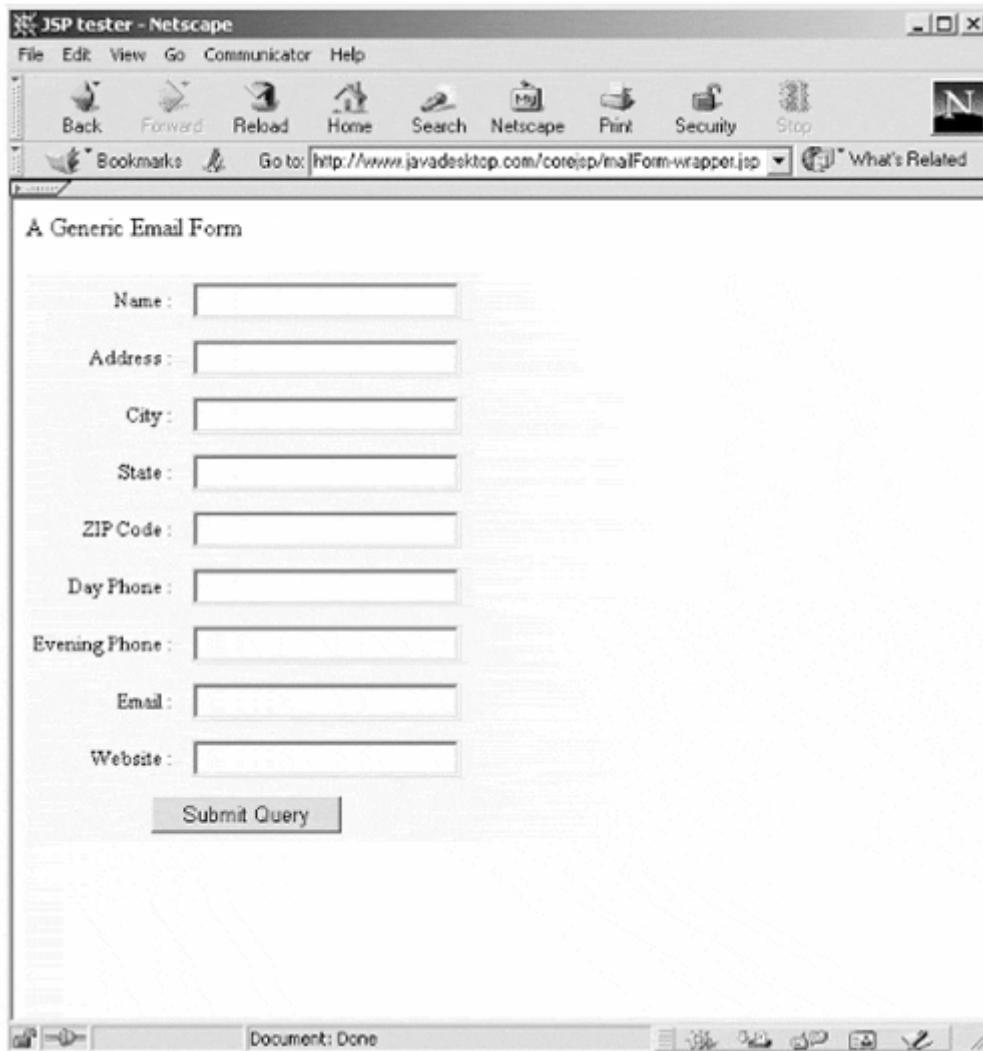 JSP tester - Netscape
File Edit View Go Communicator Help
Back Forward Reload Home Search Netscape Print Security Stop
My
N
Bookmarks Go to: http://www.javadesktop.com/corejsp/mailForm-wrapper.jsp What's Related
A Generic Email Form
Name :
Address :
City :
State :
ZIP Code :
Day Phone :
Evening Phone :
Email :
Website :
Submit Query
Document: Done